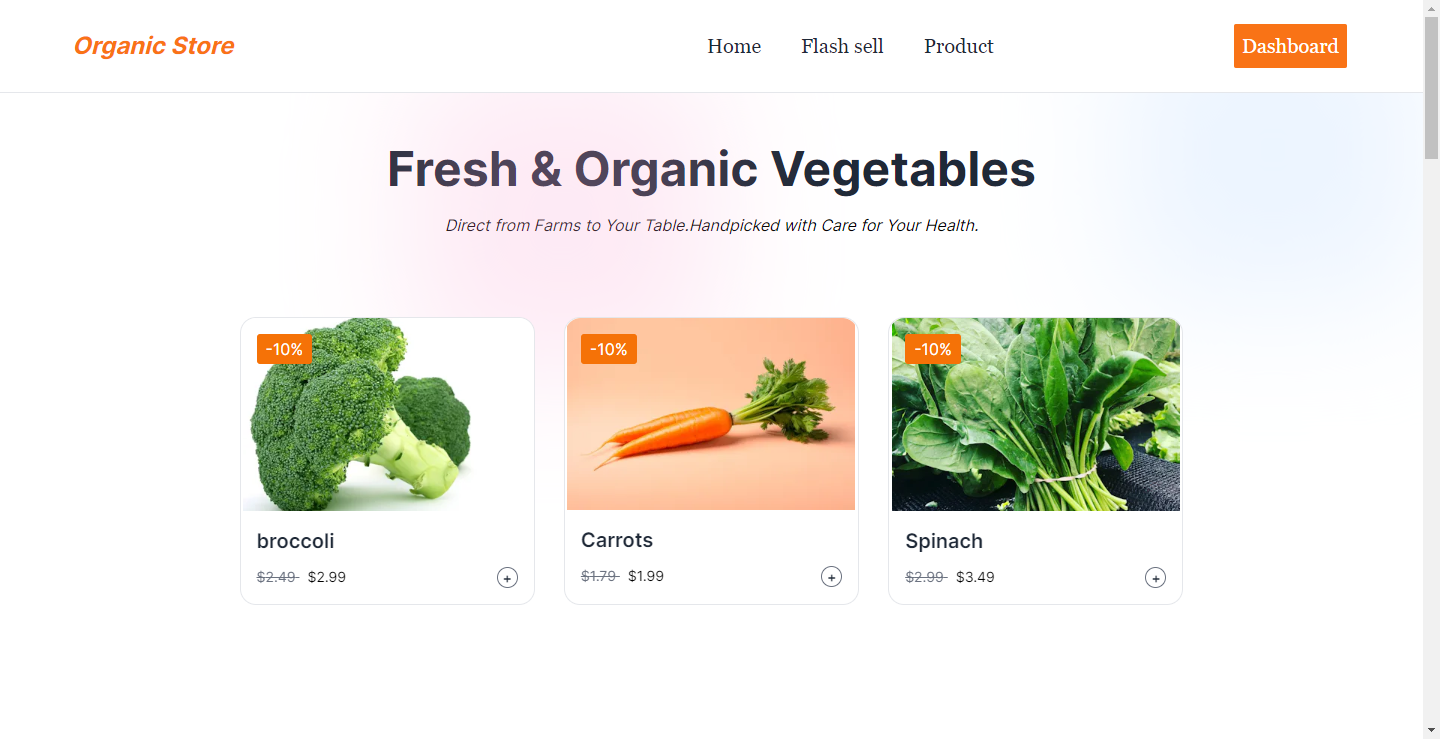 Organic Store
Home Flash sell Product
Dashboard
Fresh & Organic Vegetables
Direct from Farms to Your Table.Handpicked with Care for Your Health.
-10%
broccoli
$2.49 $2.99
+
-10%
Carrots
$1.79 $1.99
+
-10%
Spinach
$2.99 $3.49
+